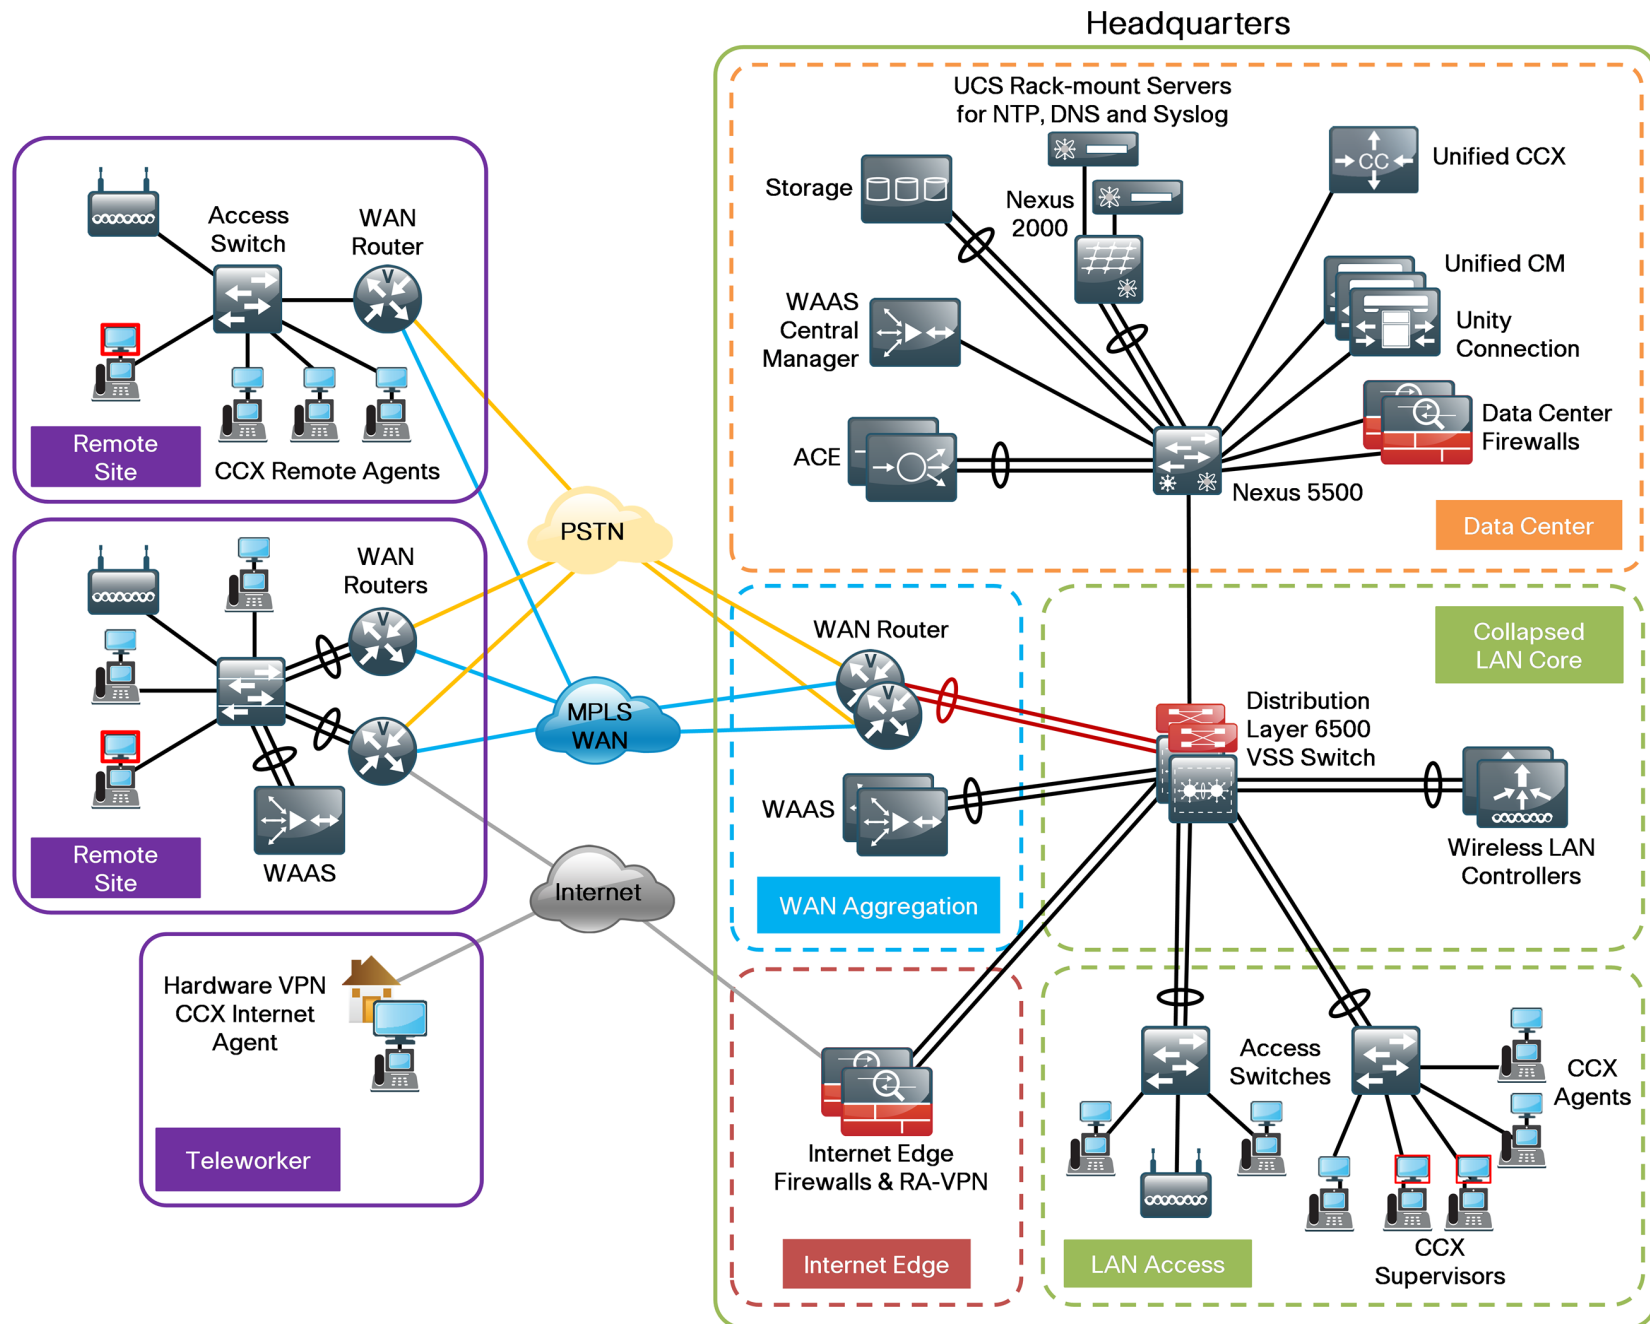 Headquarters
UCS Rack-mount Servers
for NTP, DNS and Syslog
Storage
Nexus
2000
CC
Unified CCX
WAAS
Central
Manager
Unified CM
Unity
Connection
ACE
Data Center
Firewalls
Nexus 5500
Data Center
Access
Switch
WAN
Router
V
Remote
Site
CCX Remote Agents
PSTN
WAN
Routers
V
V
WAAS
Remote
Site
MPLS
WAN
Internet
WAN Router
V
V
WAAS
WAN Aggregation
Collapsed
LAN Core
Distribution
Layer 6500
VSS Switch
Wireless LAN
Controllers
Hardware VPN
CCX Internet
Agent
Teleworker
Internet Edge
Firewalls & RA-VPN
Internet Edge
Access
Switches
CCX
Agents
CCX
Supervisors
LAN Access